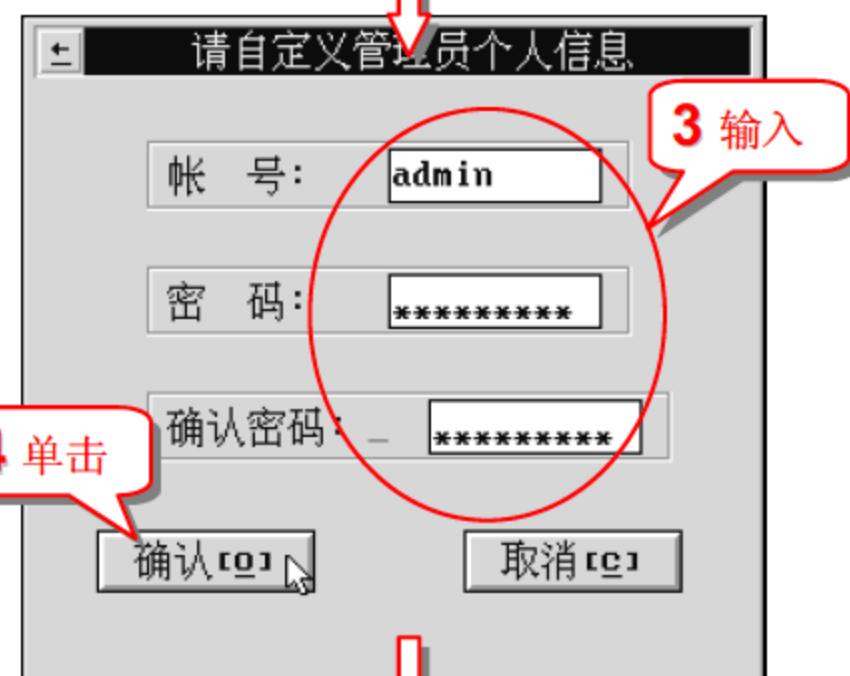 请自定义管理员个人信息
3 输入
帐 号: admin
密 码: *********
确认密码: _ *********
4 单击
确认[O]
取消[C]